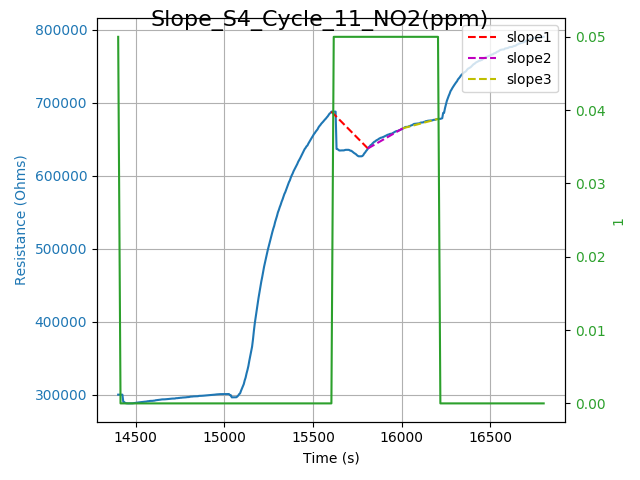 Slope_S4_Cycle_11_NO2(ppm)
slope1
slope2
slope3
800000
700000
600000
500000
400000
300000
Resistance (Ohms)
0.05
0.04
0.03
0.02
0.01
0.00
1
14500 15000 15500 16000 16500
Time (s)